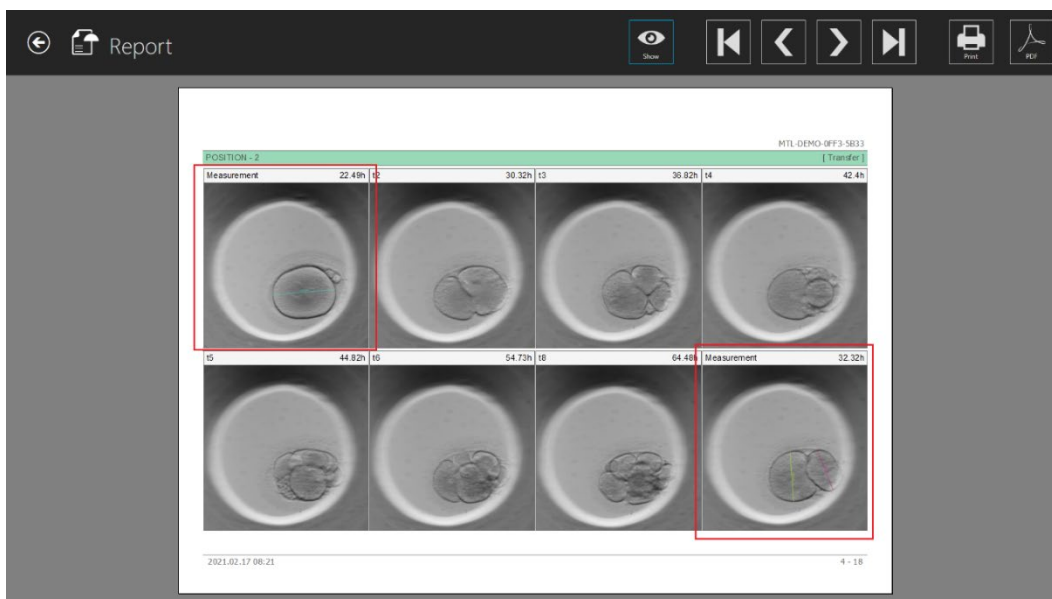 Report
Show
Print
PDF
MTL-DEMO-0FF3-5B33
POSITION - 2 [ Transfer ]
Measurement 22.49h t2 30.32h t3 36.82h t4 42.4h
t5 44.82h t6 54.73h t8 64.48h Measurement 32.32h
2021.02.17 08:21 4 - 18